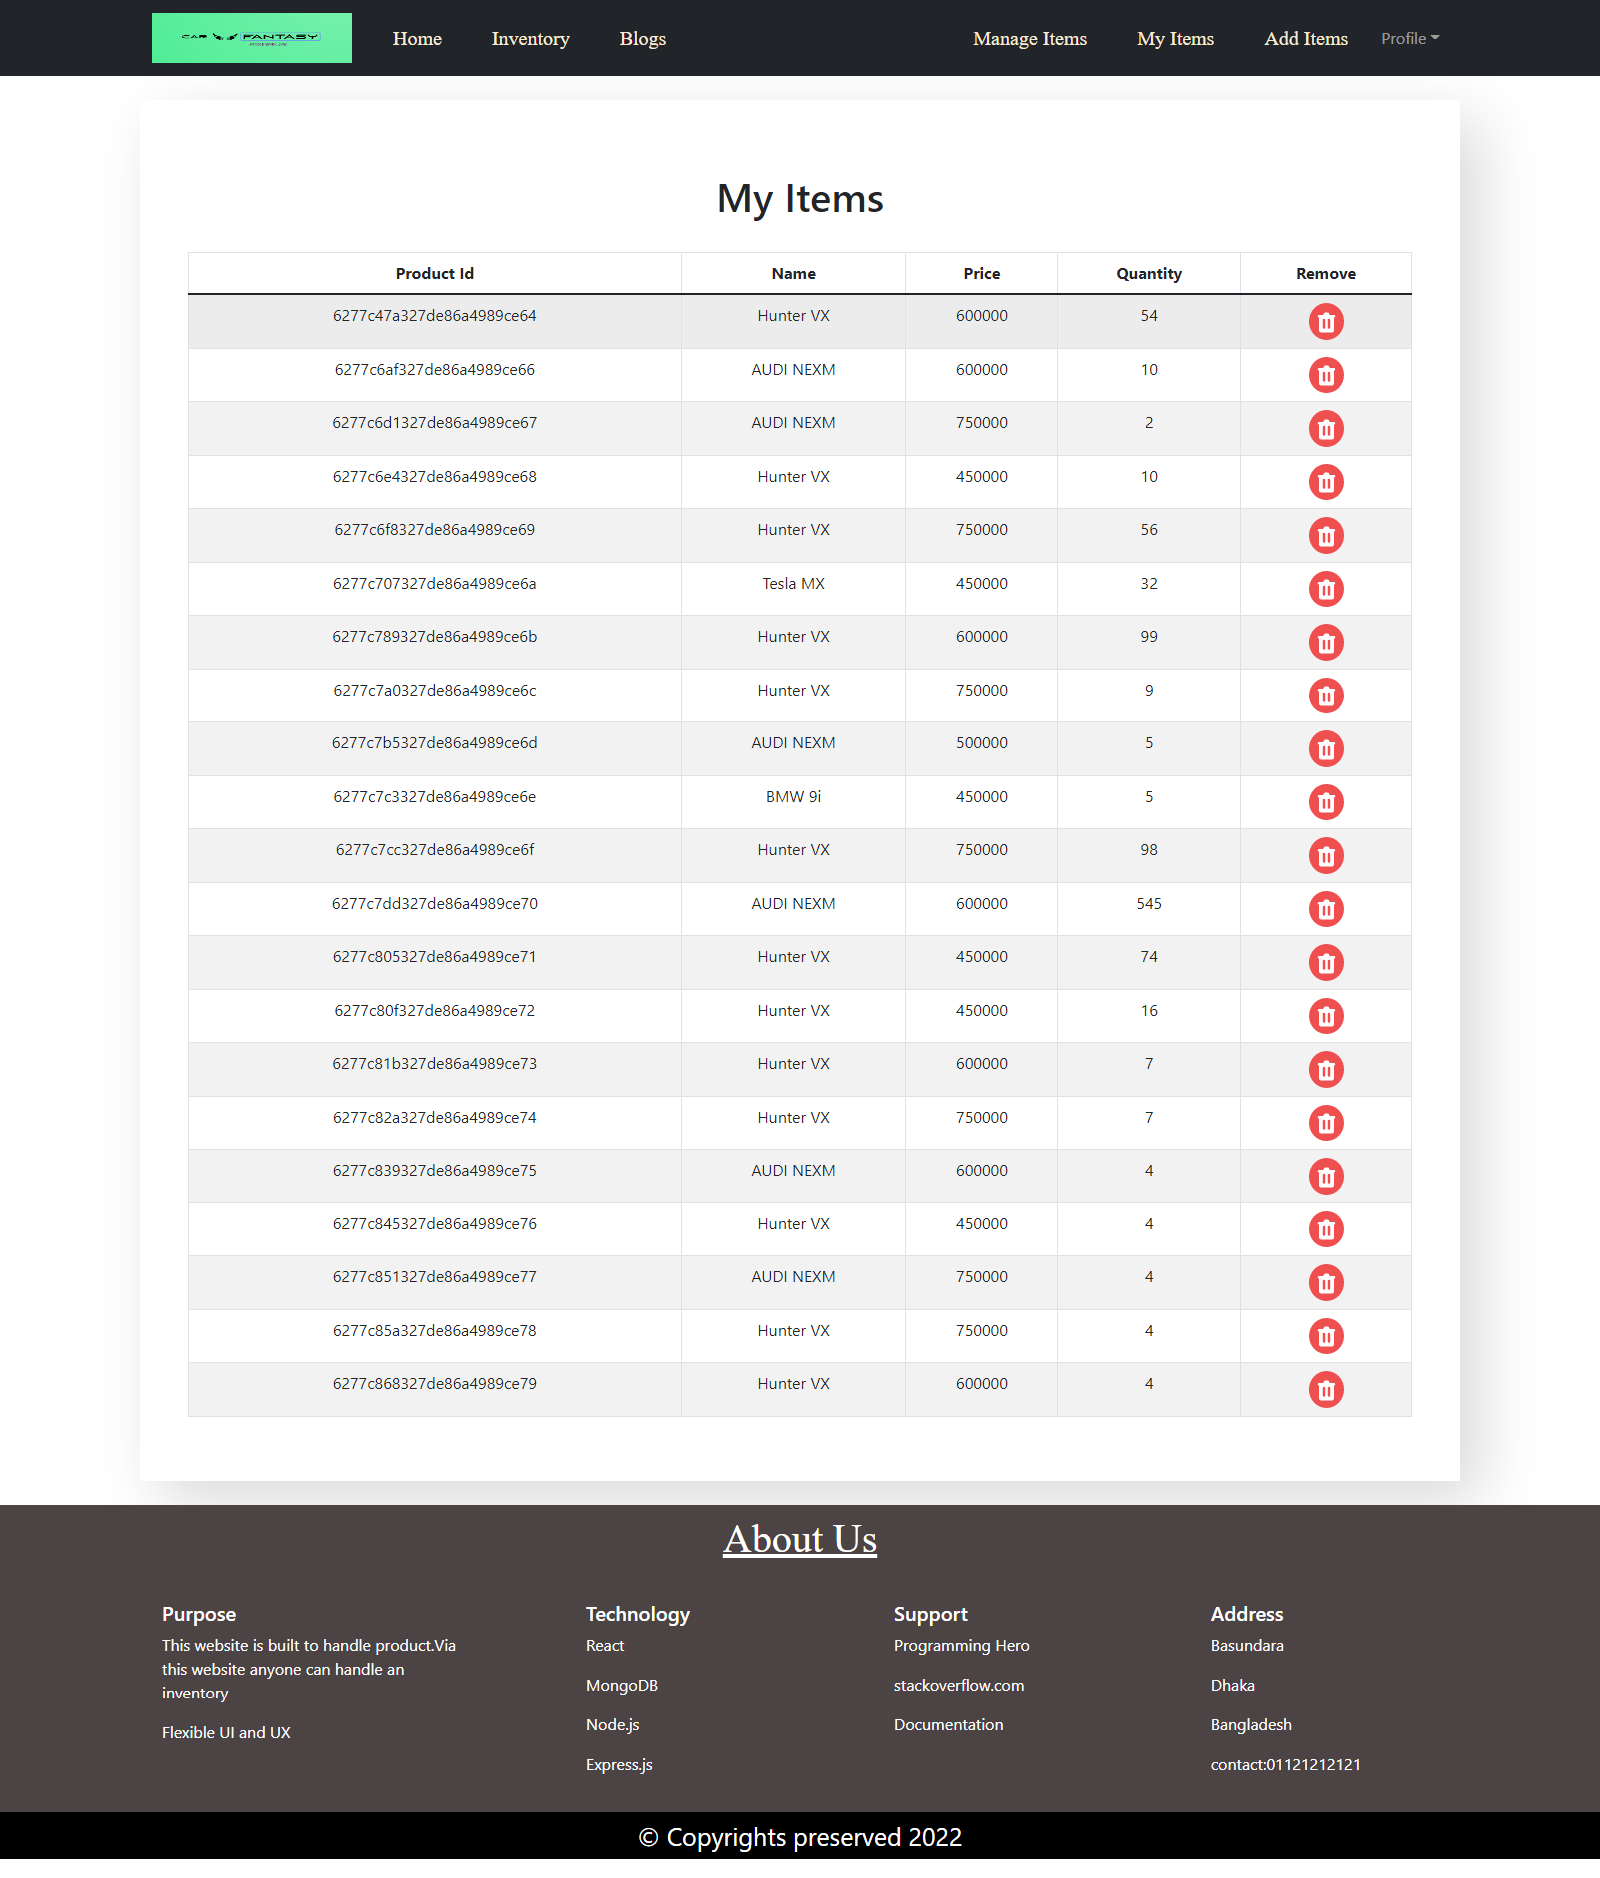 CAR FANTASY
Home Inventory Blogs Manage Items My Items Add Items Profile
My Items
Product Id Name Price Quantity Remove
6277c47a327de86a4989ce64 Hunter VX 600000 54
6277c6af327de86a4989ce66 AUDI NEXM 600000 10
6277c6d1327de86a4989ce67 AUDI NEXM 750000 2
6277c6e4327de86a4989ce68 Hunter VX 450000 10
6277c6f8327de86a4989ce69 Hunter VX 750000 56
6277c707327de86a4989ce6a Tesla MX 450000 32
6277c789327de86a4989ce6b Hunter VX 600000 99
6277c7a0327de86a4989ce6c Hunter VX 750000 9
6277c7b5327de86a4989ce6d AUDI NEXM 500000 5
6277c7c3327de86a4989ce6e BMW 9i 450000 5
6277c7cc327de86a4989ce6f Hunter VX 750000 98
6277c7dd327de86a4989ce70 AUDI NEXM 600000 545
6277c805327de86a4989ce71 Hunter VX 450000 74
6277c80f327de86a4989ce72 Hunter VX 450000 16
6277c81b327de86a4989ce73 Hunter VX 600000 7
6277c82a327de86a4989ce74 Hunter VX 750000 7
6277c839327de86a4989ce75 AUDI NEXM 600000 4
6277c845327de86a4989ce76 Hunter VX 450000 4
6277c851327de86a4989ce77 AUDI NEXM 750000 4
6277c85a327de86a4989ce78 Hunter VX 750000 4
6277c868327de86a4989ce79 Hunter VX 600000 4
About Us
Purpose
This website is built to handle product.Via
this website anyone can handle an
inventory
Flexible UI and UX
Technology
React
MongoDB
Node.js
Express.js
Support
Programming Hero
stackoverflow.com
Documentation
Address
Basundara
Dhaka
Bangladesh
contact:01121212121
© Copyrights preserved 2022